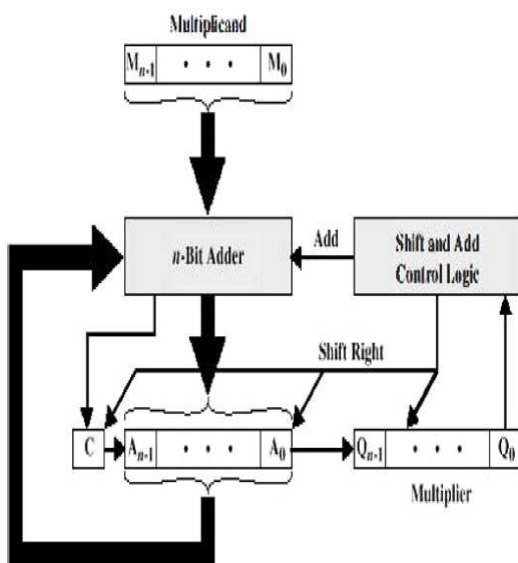 Multiplicand
Mn-1 • • • M0
n-Bit Adder
Add
Shift and Add
Control Logic
Shift Right
C
An-1 • • • A0
Qn-1 • • • Q0
Multiplier